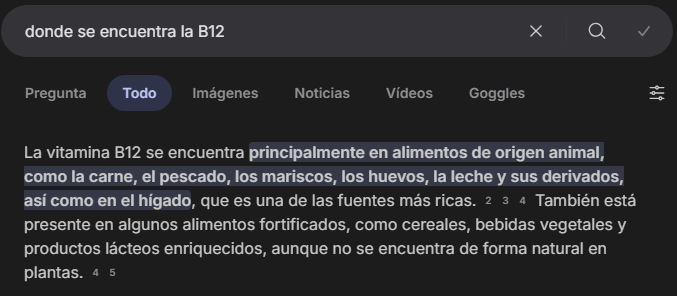 donde se encuentra la B12
Pregunta Todo Imágenes Noticias Vídeos Goggles
La vitamina B12 se encuentra principalmente en alimentos de origen animal,
como la carne, el pescado, los mariscos, los huevos, la leche y sus derivados,
así como en el hígado, que es una de las fuentes más ricas. 2 3 4 También está
presente en algunos alimentos fortificados, como cereales, bebidas vegetales y
productos lácteos enriquecidos, aunque no se encuentra de forma natural en
plantas. 4 5